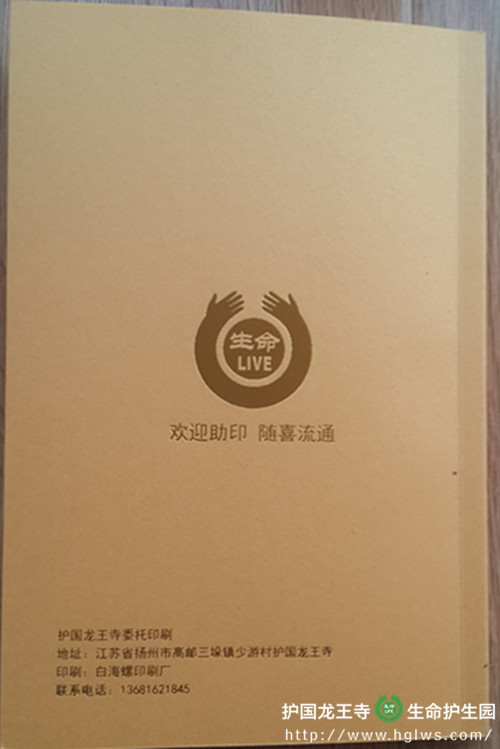 生命
LIVE
欢迎助印 随喜流通
护国龙王寺委托印刷
地址：江苏省扬州市高邮三垛镇少游村护国龙王寺
印刷：白海螺印刷厂
联系电话：13681621845
护国龙王寺 生命护生园
http://www.hglws.com/